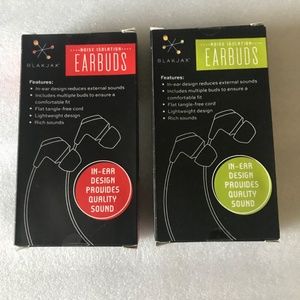 BLAKJAX
NOISE ISOLATION
EARBUDS
Features:
• In-ear design reduces external sounds
• Includes multiple buds to ensure a
comfortable fit
• Flat tangle-free cord
• Lightweight design
• Rich sounds
IN-EAR
DESIGN
PROVIDES
QUALITY
SOUND
BLAKJAX
NOISE ISOLATION
EARBUDS
Features:
• In-ear design reduces external sounds
• Includes multiple buds to ensure a
comfortable fit
• Flat tangle-free cord
• Lightweight design
• Rich sounds
IN-EAR
DESIGN
PROVIDES
QUALITY
SOUND